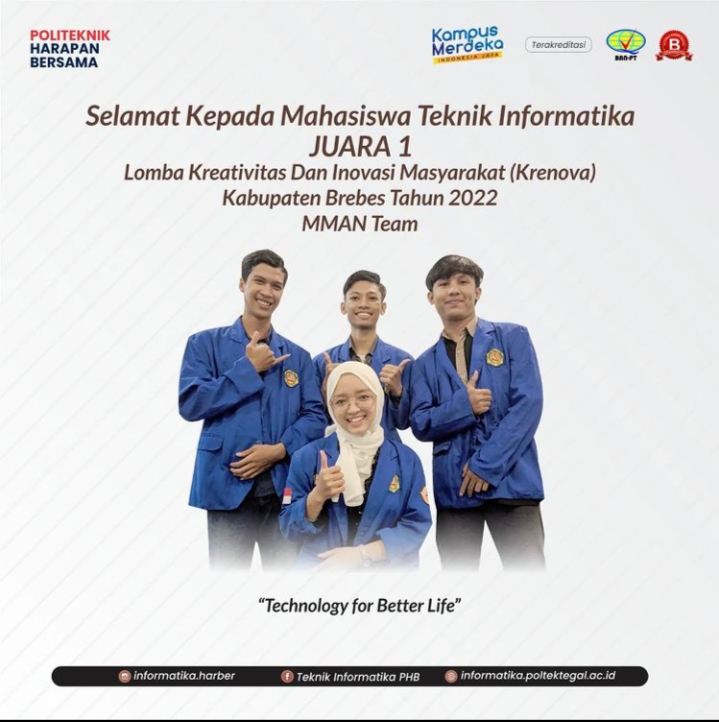 POLITEKNIK
HARAPAN
BERSAMA
Kampus
Merdeka
INDONESIA JAYA
Terakreditasi
BAN-PT
B
Selamat Kepada Mahasiswa Teknik Informatika
JUARA 1
Lomba Kreativitas Dan Inovasi Masyarakat (Krenova)
Kabupaten Brebes Tahun 2022
MMAN Team
“Technology for Better Life”
informatika.harber
Teknik Informatika PHB
informatika.poltektegal.ac.id